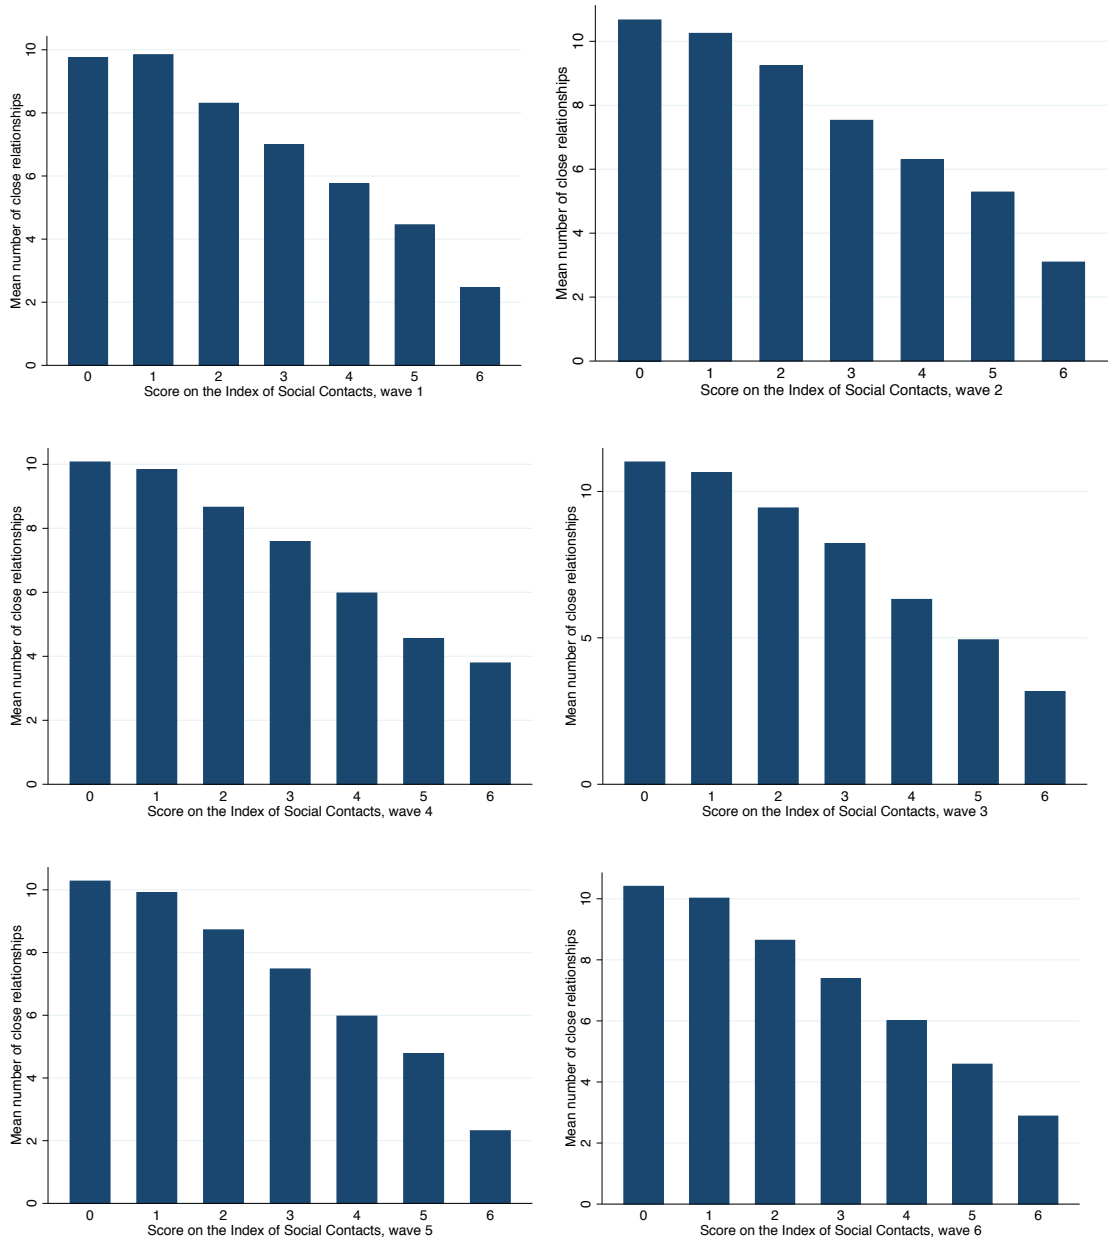 Mean number of close relationships
10
8
6
4
2
0
0 1 2 3 4 5 6
Score on the Index of Social Contacts, wave 1
Mean number of close relationships
10
8
6
4
2
0
0 1 2 3 4 5 6
Score on the Index of Social Contacts, wave 2
Mean number of close relationships
10
8
6
4
2
0
0 1 2 3 4 5 6
Score on the Index of Social Contacts, wave 4
Mean number of close relationships
10
5
0
0 1 2 3 4 5 6
Score on the Index of Social Contacts, wave 3
Mean number of close relationships
10
8
6
4
2
0
0 1 2 3 4 5 6
Score on the Index of Social Contacts, wave 5
Mean number of close relationships
10
8
6
4
2
0
0 1 2 3 4 5 6
Score on the Index of Social Contacts, wave 6